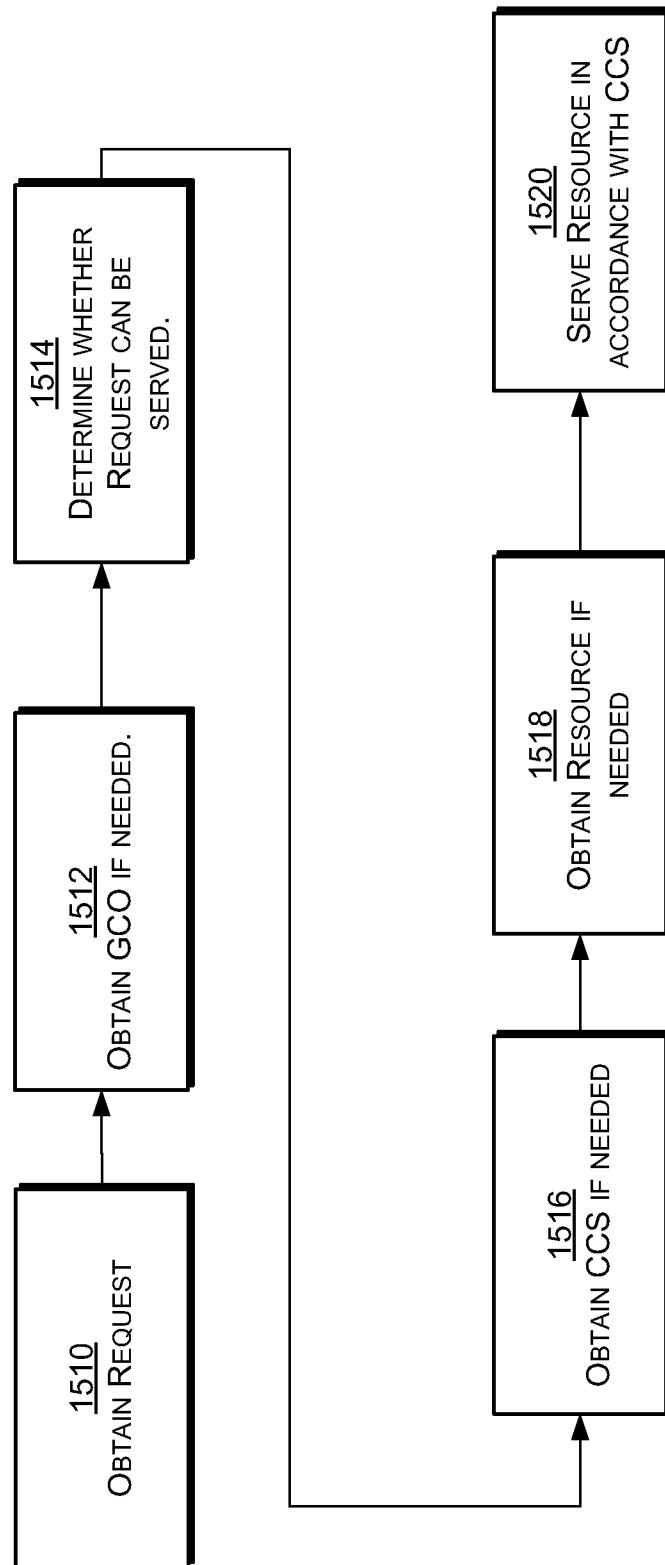 1510
OBTAIN REQUEST
1512
OBTAIN GCO IF NEEDED.
1514
DETERMINE WHETHER
REQUEST CAN BE
SERVED.
1516
OBTAIN CCS IF NEEDED
1518
OBTAIN RESOURCE IF
NEEDED
1520
SERVE RESOURCE IN
ACCORDANCE WITH CCS